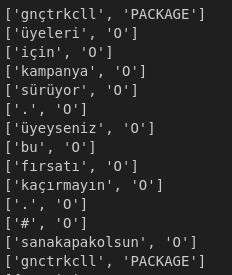 ['gnçtrkcll', 'PACKAGE']
['üyeleri', 'O']
['için', 'O']
['kampanya', 'O']
['sürüyor', 'O']
['.', 'O']
['üyeyseniz', 'O']
['bu', 'O']
['fırsatı', 'O']
['kaçırmayın', 'O']
['.', 'O']
['#', 'O']
['sanakapakolsun', 'O']
['gnctrkcll', 'PACKAGE']